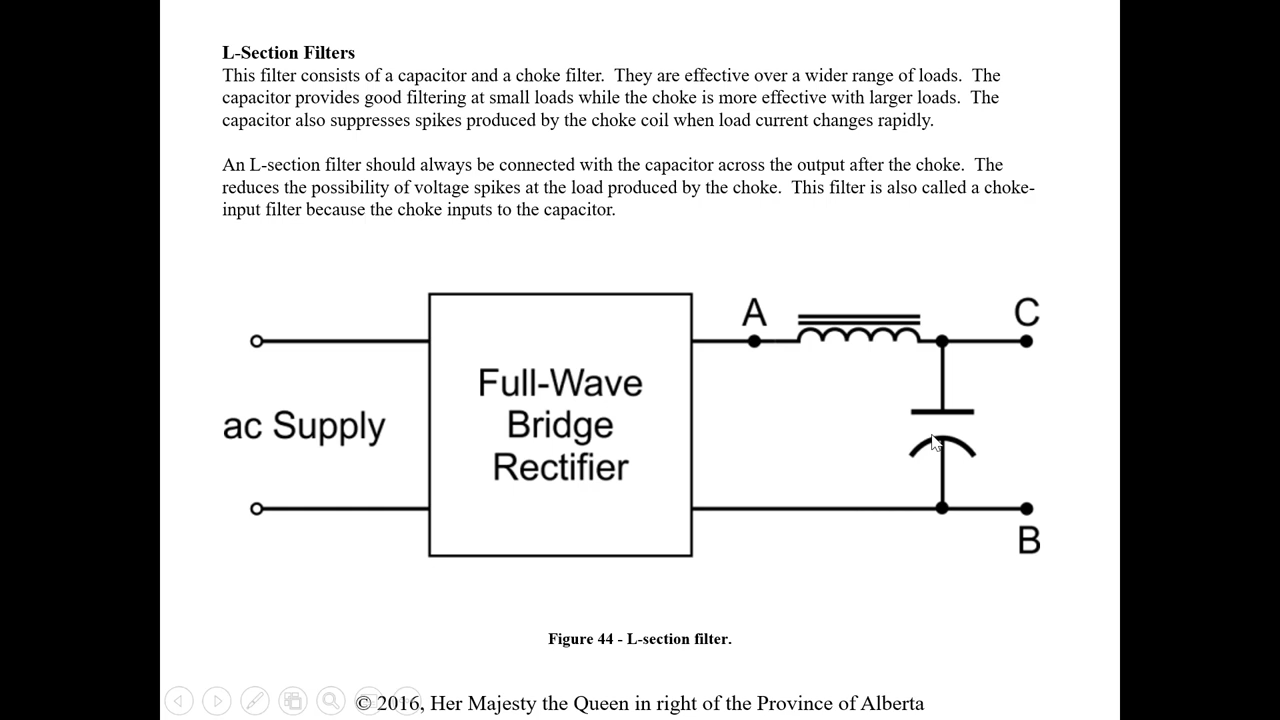 L-Section Filters
This filter consists of a capacitor and a choke filter.  They are effective over a wider range of loads.  The
capacitor provides good filtering at small loads while the choke is more effective with larger loads.  The
capacitor also suppresses spikes produced by the choke coil when load current changes rapidly.
An L-section filter should always be connected with the capacitor across the output after the choke.  The
reduces the possibility of voltage spikes at the load produced by the choke.  This filter is also called a choke-
input filter because the choke inputs to the capacitor.
A
C
Full-Wave
Bridge
Rectifier
ac Supply
B
Figure 44 - L-section filter.
© 2016, Her Majesty the Queen in right of the Province of Alberta